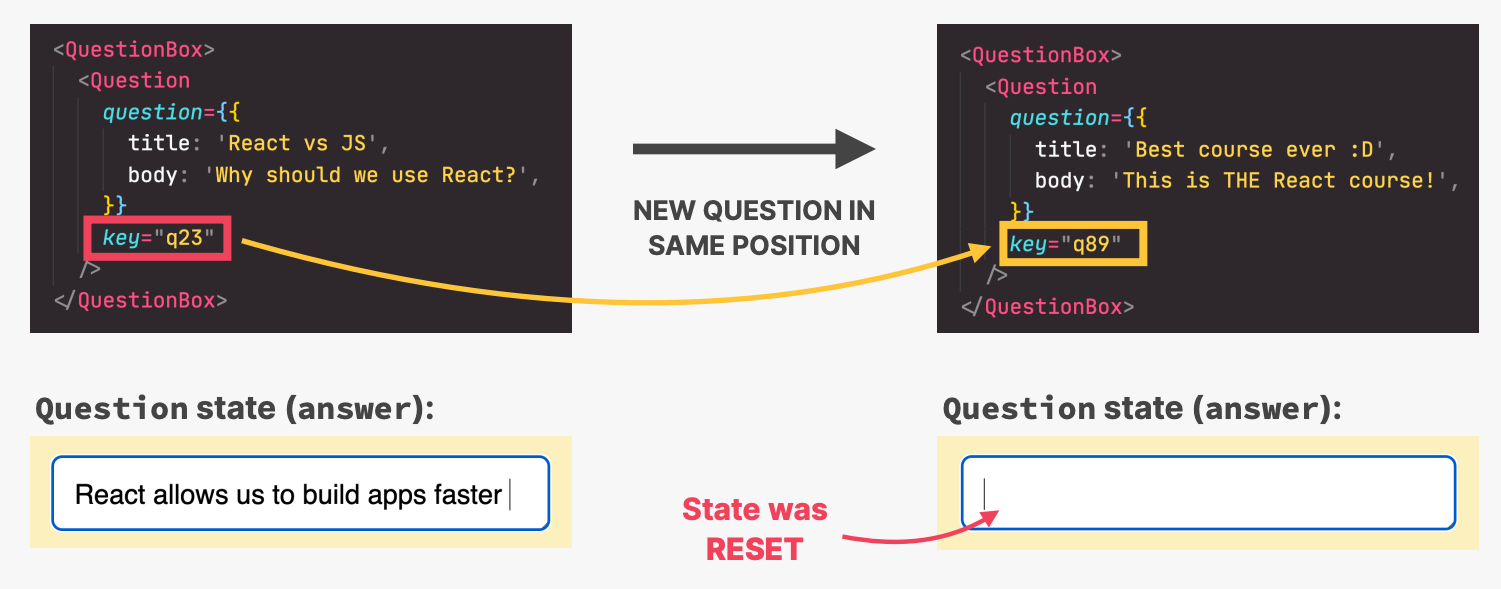 <QuestionBox>
<Question
question={{
title: 'React vs JS',
body: 'Why should we use React?',
}}
key="q23"
/>
</QuestionBox>
NEW QUESTION IN
SAME POSITION
<QuestionBox>
<Question
question={{
title: 'Best course ever :D',
body: 'This is THE React course!',
}}
key="q89"
/>
</QuestionBox>
Question state (answer):
React allows us to build apps faster
Question state (answer):
State was
RESET